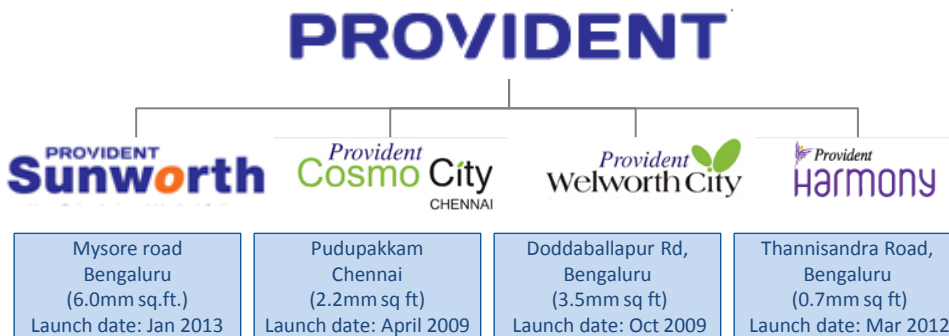 PROVIDENT
PROVIDENT
Sunworth
Provident
Cosmo City
CHENNAI
Provident
Welworth City
Provident
Harmony
Mysore road
Bengaluru
(6.0mm sq.ft.)
Launch date: Jan 2013
Pudupakkam
Chennai
(2.2mm sq ft)
Launch date: April 2009
Doddaballapur Rd,
Bengaluru
(3.5mm sq ft)
Launch date: Oct 2009
Thannisandra Road,
Bengaluru
(0.7mm sq ft)
Launch date: Mar 2012